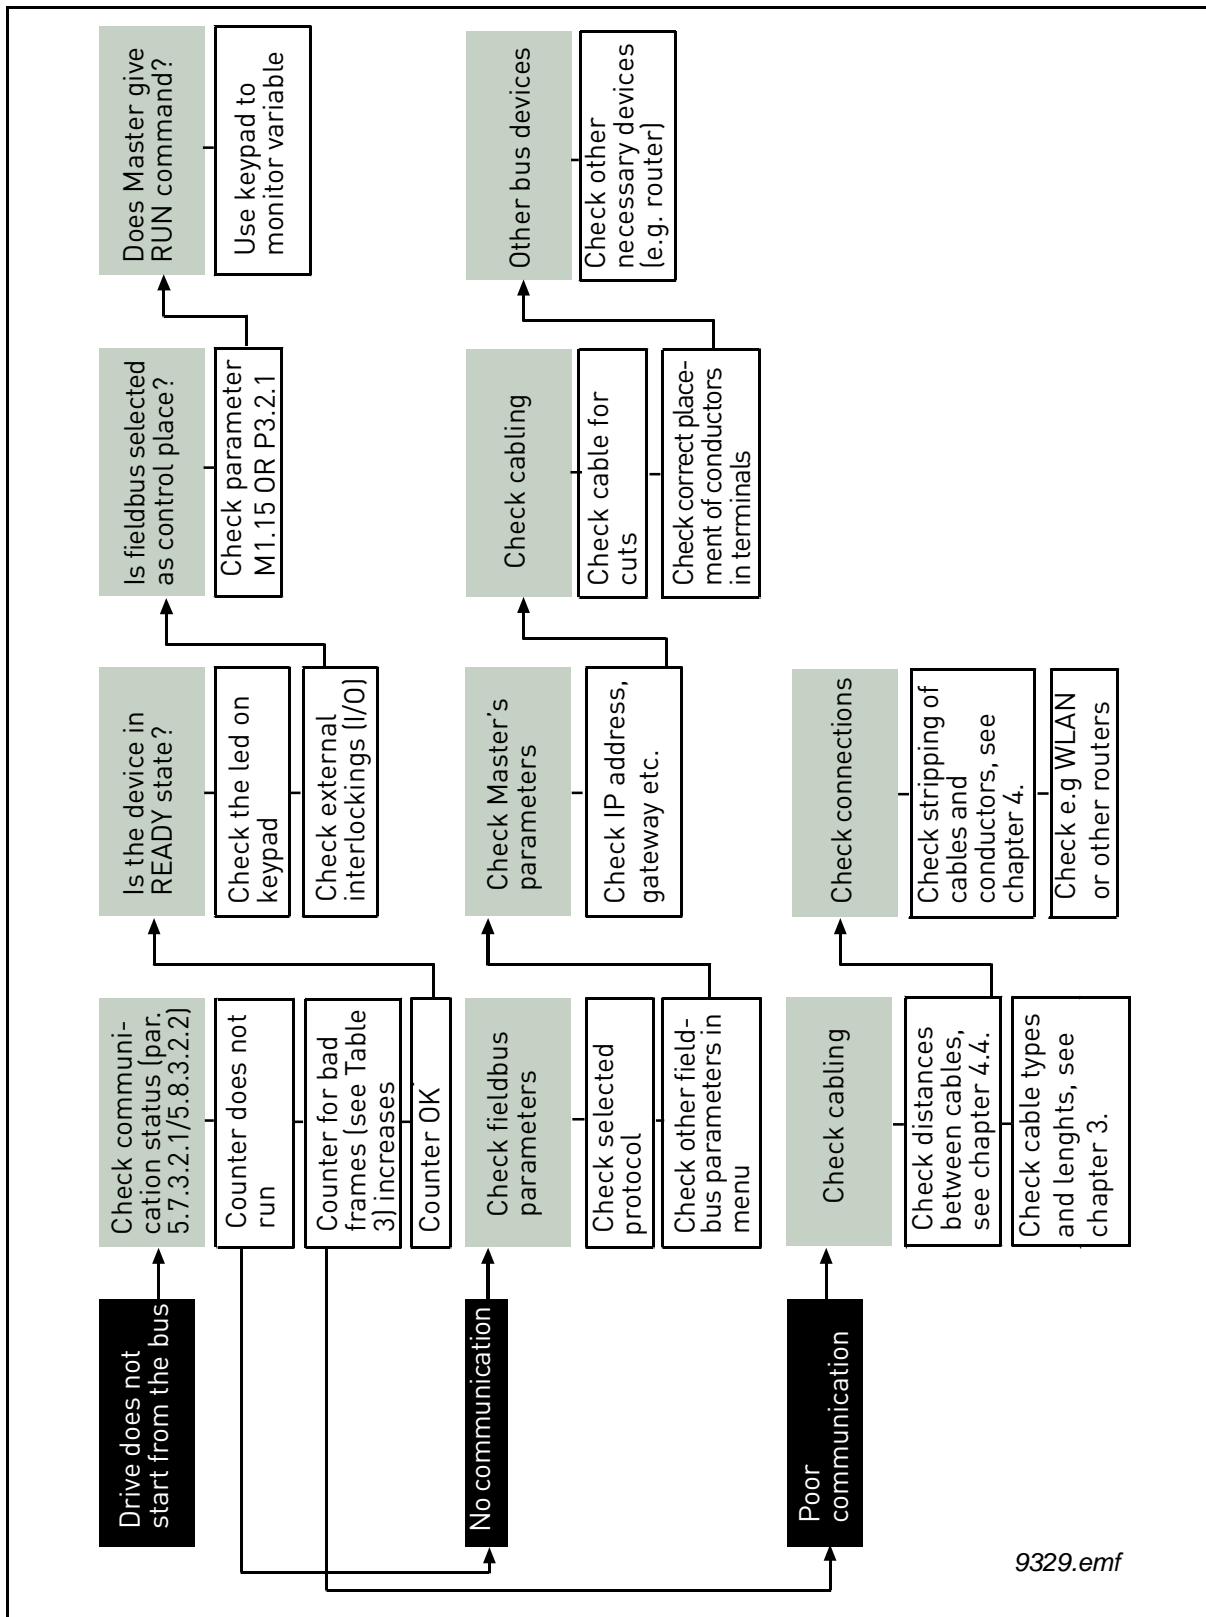 Drive does not
start from the bus
Check communi-
cation status (par.
5.7.3.2.1/5.8.3.2.2)
Counter does not
run
Counter for bad
frames (see Table
3) increases
Counter OK
Is the device in
READY state?
Check the led on
keypad
Check external
interlockings (I/O)
Is fieldbus selected
as control place?
Check parameter
M1.15 OR P3.2.1
Does Master give
RUN command?
Use keypad to
monitor variable
No communication
Check fieldbus
parameters
Check selected
protocol
Check other field-
bus parameters in
menu
Check Master's
parameters
Check IP address,
gateway etc.
Check cabling
Check cable for
cuts
Check correct place-
ment of conductors
in terminals
Other bus devices
Check other
necessary devices
(e.g. router)
Poor
communication
Check cabling
Check distances
between cables,
see chapter 4.4.
Check cable types
and lenghts, see
chapter 3.
Check connections
Check stripping of
cables and
conductors, see
chapter 4.
Check e.g WLAN
or other routers
9329.emf